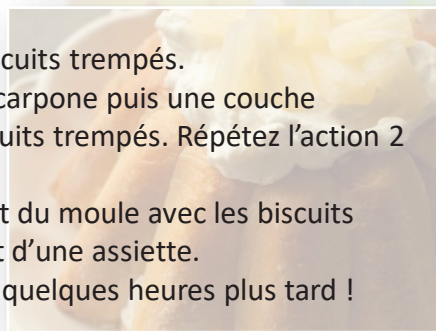 cuits trempés.
carpone puis une couche
cuits trempés. Répétez l’action 2
t du moule avec les biscuits
t d’une assiette.
quelques heures plus tard !